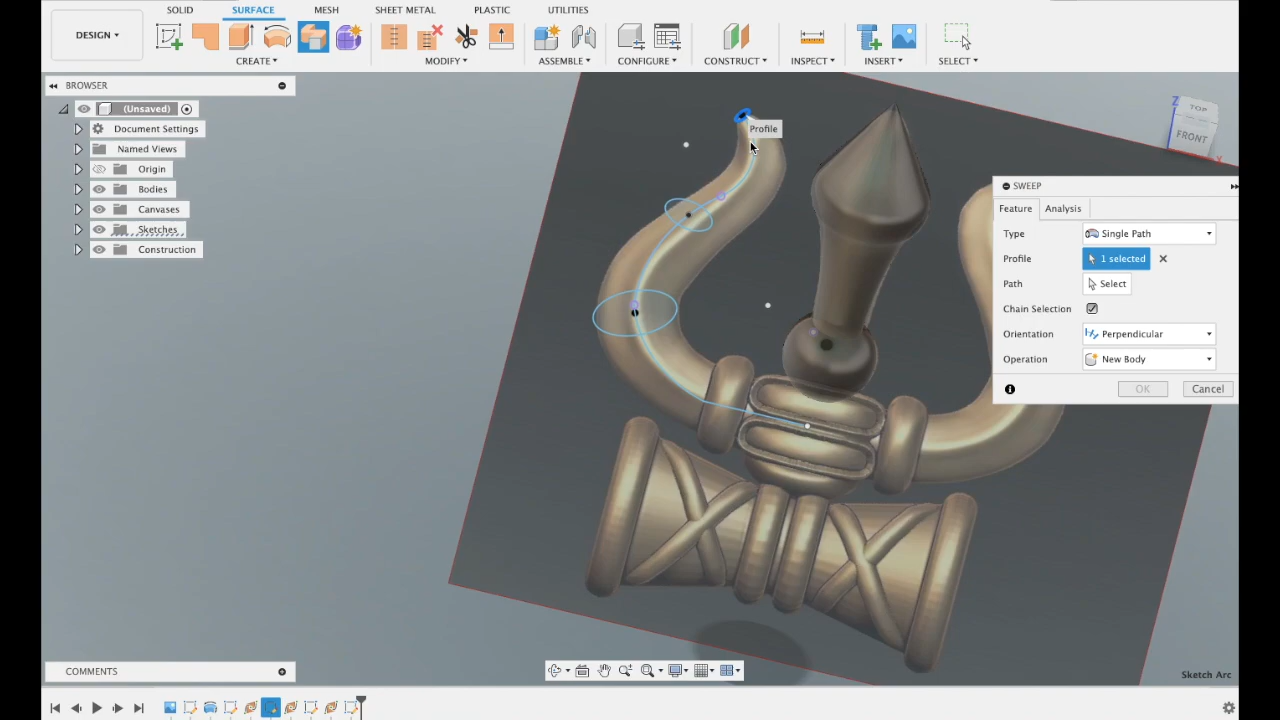 SOLID SURFACE MESH SHEET METAL PLASTIC UTILITIES
DESIGN
CREATE MODIFY ASSEMBLE CONFIGURE CONSTRUCT INSPECT INSERT SELECT
BROWSER
(Unsaved)
Document Settings
Named Views
Origin
Bodies
Canvases
Sketches
Construction
Profile
Z
TOP
FRONT
X
SWEEP
Feature Analysis
Type Single Path
Profile 1 selected
Path Select
Chain Selection
Orientation Perpendicular
Operation New Body
OK Cancel
COMMENTS
Sketch Arc